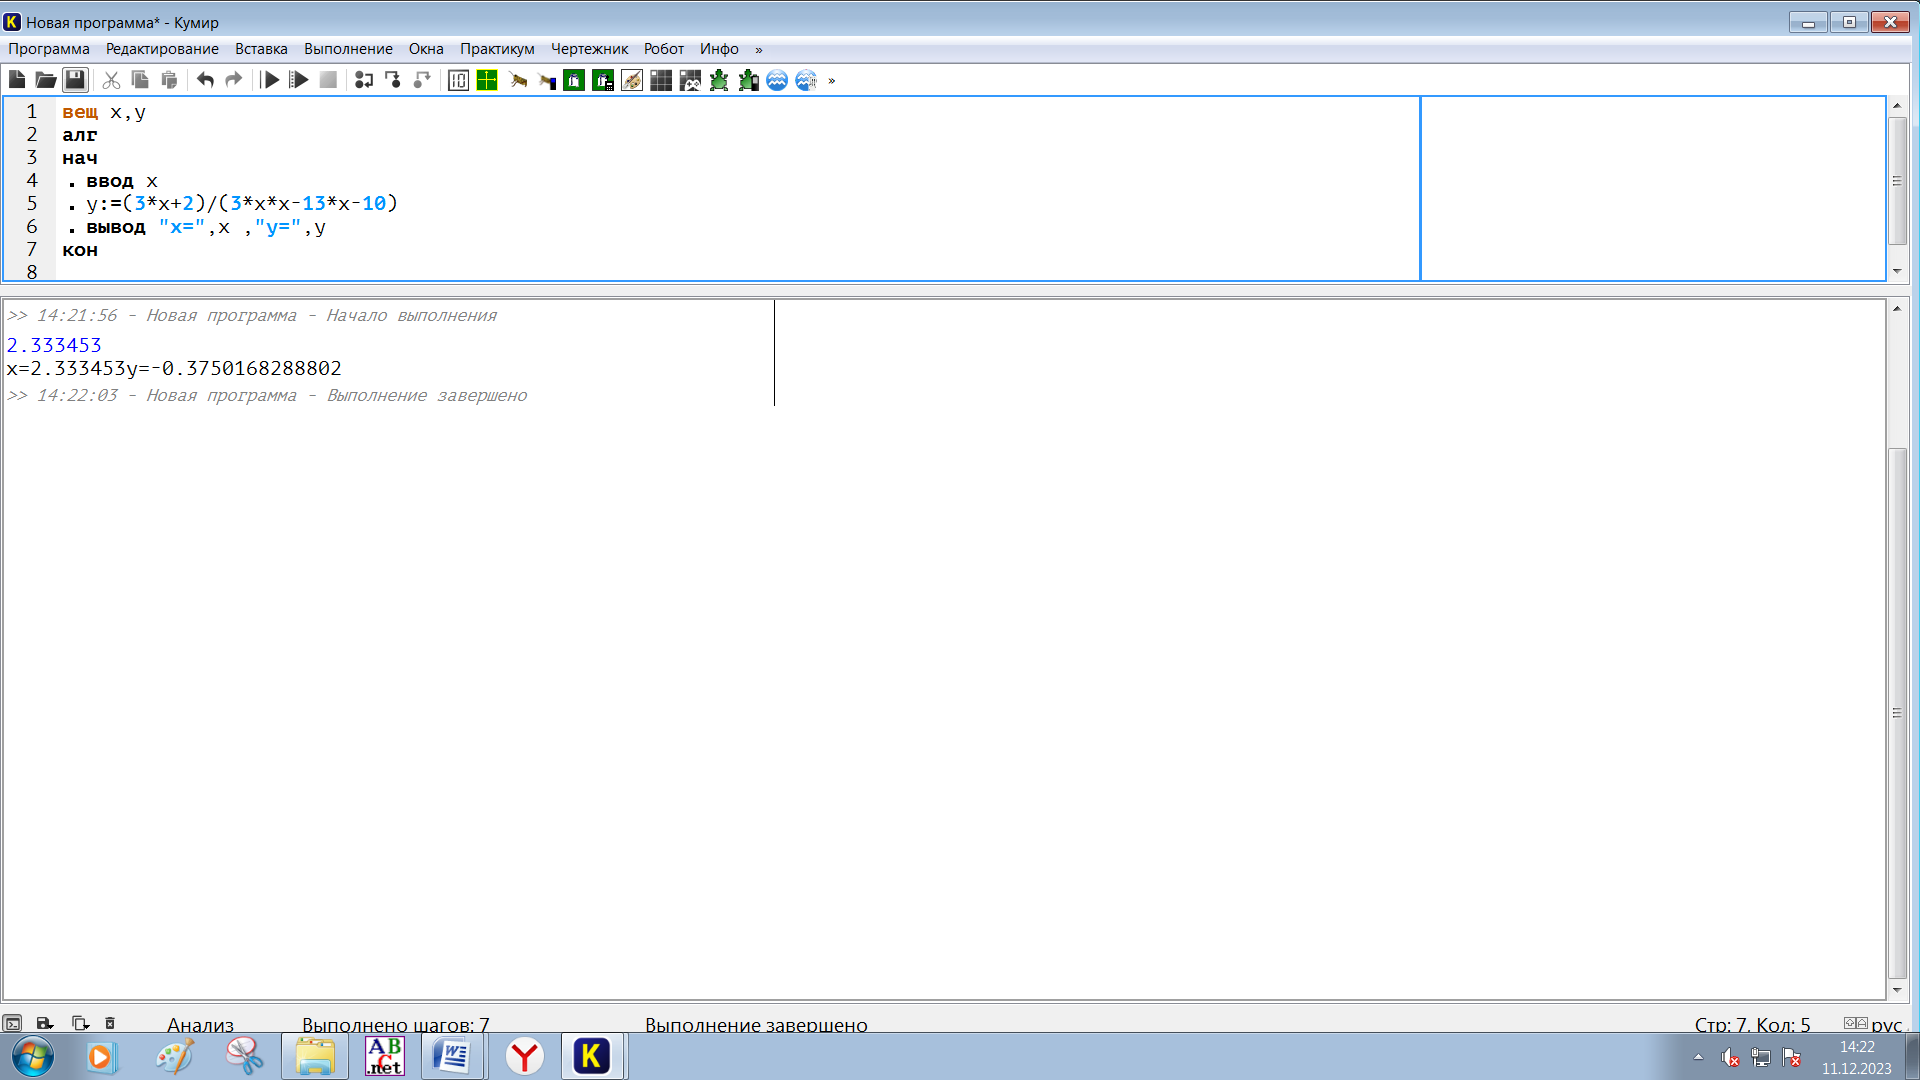 Новая программа* - Кумир
Программа Редактирование Вставка Выполнение Окна Практикум Чертежник Робот Инфо »
»
1 вещ x,y
2 алг
3 нач
4 . ввод x
5 . y:=(3*x+2)/(3*x*x-13*x-10)
6 . вывод "x=",x ,"y=",y
7 кон
8
>> 14:21:56 - Новая программа - Начало выполнения
2.333453
x=2.333453y=-0.3750168288802
>> 14:22:03 - Новая программа - Выполнение завершено
Анализ Выполнено шагов: 7 Выполнение завершено Стр: 7, Кол: 5 рус
ABC.net
14:22
11.12.2023